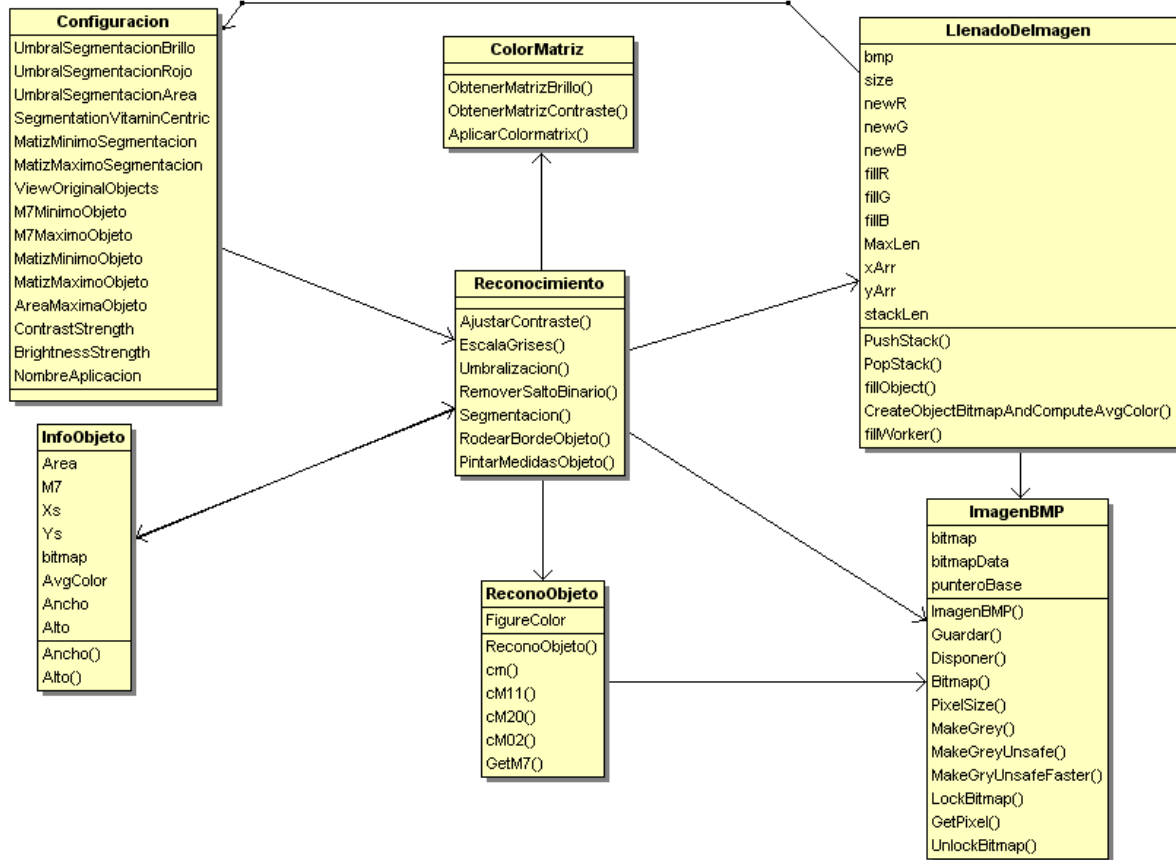 Configuracion
UmbralSegmentacionBrillo
UmbralSegmentacionRojo
UmbralSegmentacionArea
SegmentationVitaminCentric
MatizMinimoSegmentacion
MatizMaximoSegmentacion
ViewOriginalObjects
M7MinimoObjeto
M7MaximoObjeto
MatizMinimoObjeto
MatizMaximoObjeto
AreaMaximaObjeto
ContrastStrength
BrightnessStrength
NombreAplicacion
ColorMatriz
ObtenerMatrizBrillo()
ObtenerMatrizContraste()
AplicarColormatrix()
LlenadoDeImagen
bmp
size
newR
newG
newB
fillR
fillG
fillB
MaxLen
xArr
yArr
stackLen
PushStack()
PopStack()
fillObject()
CreateObjectBitmapAndComputeAvgColor()
fillWorker()
Reconocimiento
AjustarContraste()
EscalaGrises()
Umbralizacion()
RemoverSaltoBinario()
Segmentacion()
RodearBordeObjeto()
PintarMedidasObjeto()
InfoObjeto
Area
M7
Xs
Ys
bitmap
AvgColor
Ancho
Alto
Ancho()
Alto()
ReconoObjeto
FigureColor
ReconoObjeto()
cm()
cM11()
cM20()
cM02()
GetM7()
ImagenBMP
bitmap
bitmapData
punteroBase
ImagenBMP()
Guardar()
Disponer()
Bitmap()
PixelSize()
MakeGrey()
MakeGreyUnsafe()
MakeGryUnsafeFaster()
LockBitmap()
GetPixel()
UnlockBitmap()